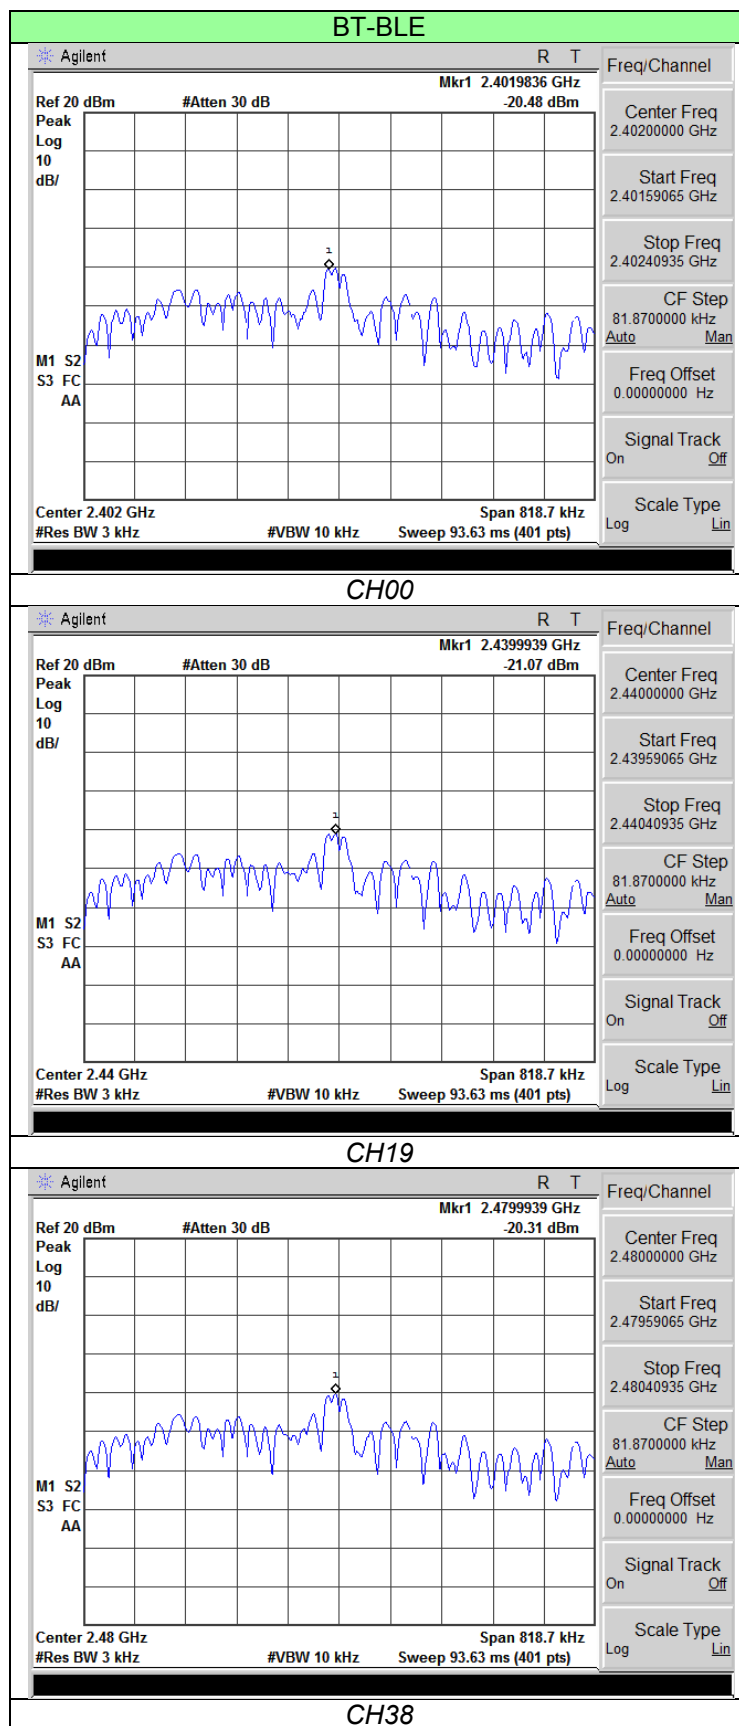 BT-BLE
Agilent R T
Freq/Channel
Mkr1 2.4019836 GHz
Ref 20 dBm #Atten 30 dB -20.48 dBm
Peak
Log
10
dB/
1
M1 S2
S3 FC
AA
Center 2.402 GHz Span 818.7 kHz
#Res BW 3 kHz #VBW 10 kHz Sweep 93.63 ms (401 pts)
Center Freq
2.40200000 GHz
Start Freq
2.40159065 GHz
Stop Freq
2.40240935 GHz
CF Step
81.8700000 kHz
Auto Man
Freq Offset
0.00000000 Hz
Signal Track
On Off
Scale Type
Log Lin
CH00
Agilent R T
Freq/Channel
Mkr1 2.4399939 GHz
Ref 20 dBm #Atten 30 dB -21.07 dBm
Peak
Log
10
dB/
1
M1 S2
S3 FC
AA
Center 2.44 GHz Span 818.7 kHz
#Res BW 3 kHz #VBW 10 kHz Sweep 93.63 ms (401 pts)
Center Freq
2.44000000 GHz
Start Freq
2.43959065 GHz
Stop Freq
2.44040935 GHz
CF Step
81.8700000 kHz
Auto Man
Freq Offset
0.00000000 Hz
Signal Track
On Off
Scale Type
Log Lin
CH19
Agilent R T
Freq/Channel
Mkr1 2.4799939 GHz
Ref 20 dBm #Atten 30 dB -20.31 dBm
Peak
Log
10
dB/
1
M1 S2
S3 FC
AA
Center 2.48 GHz Span 818.7 kHz
#Res BW 3 kHz #VBW 10 kHz Sweep 93.63 ms (401 pts)
Center Freq
2.48000000 GHz
Start Freq
2.47959065 GHz
Stop Freq
2.48040935 GHz
CF Step
81.8700000 kHz
Auto Man
Freq Offset
0.00000000 Hz
Signal Track
On Off
Scale Type
Log Lin
CH38